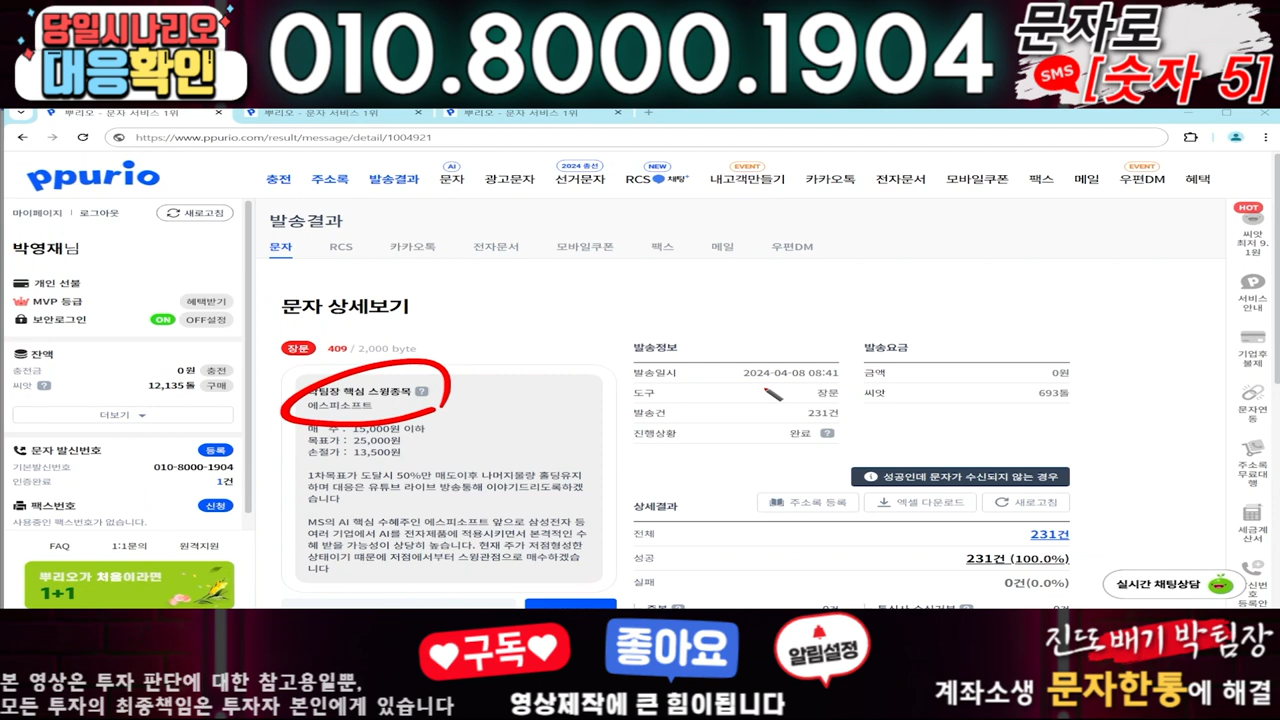 당일시나리오
대응확인
010.8000.1904
문자로
SMS
[숫자 5]
뿌리오 - 문자 서비스 1위
뿌리오 - 문자 서비스 1위
뿌리오 - 문자 서비스 1위
https://www.ppurio.com/result/message/detail/1004921
ppurio
충전
주소록
발송결과
AI
문자
광고문자
2024 총선
선거문자
NEW
RCS 채팅+
EVENT
내고객만들기
카카오톡
전자문서
모바일쿠폰
팩스
메일
EVENT
우편DM
혜택
마이페이지 | 로그아웃
새로고침
박영재님
개인 선불
MVP 등급
혜택받기
보안로그인
ON
OFF설정
잔액
충전금
0원
충전
씨앗 ?
12,135톨
구매
더보기
문자 발신번호
등록
기본발신번호
010-8000-1904
인증완료
1건
팩스번호
신청
사용중인 팩스번호가 없습니다.
FAQ
1:1문의
원격지원
뿌리오가 처음이라면
1+1
발송결과
문자
RCS
카카오톡
전자문서
모바일쿠폰
팩스
메일
우편DM
문자 상세보기
장문
409 / 2,000 byte
팀장 핵심 스윙종목 ?
에스피소프트
매 수 : 15,000원 이하
목표가 : 25,000원
손절가 : 13,500원
1차목표가 도달시 50%만 매도이후 나머지물량 홀딩유지
하며 대응은 유튜브 라이브 방송통해 이야기드리도록하겠
습니다
MS의 AI 핵심 수혜주인 에스피소프트 앞으로 삼성전자 등
여러 기업에서 AI를 전자제품에 적용시키면서 본격적인 수
혜 받을 가능성이 상당히 높습니다. 현재 주가 저점형성한
상태이기 때문에 저점에서부터 스윙관점으로 매수하겠습
니다
발송정보
발송일시
2024-04-08 08:41
도구
장문
발송건
231건
진행상황
완료 ?
발송요금
금액
0원
씨앗
693톨
성공인데 문자가 수신되지 않는 경우
상세결과
주소록 등록
엑셀 다운로드
새로고침
전체
231건
성공
231건 (100.0%)
실패
0건(0.0%)
HOT
씨앗
최저 9.
1원
서비스
안내
기업후
불제
문자연
동
주소록
무료대
행
세금계
산서
발신번
호
등록안
실시간 채팅상담
본 영상은 투자 판단에 대한 참고용일뿐,
모든 투자의 최종책임은 투자자 본인에게 있습니다
구독
좋아요
알림설정
영상제작에 큰 힘이됩니다
진또배기 박팀장
계좌소생 문자한통에 해결